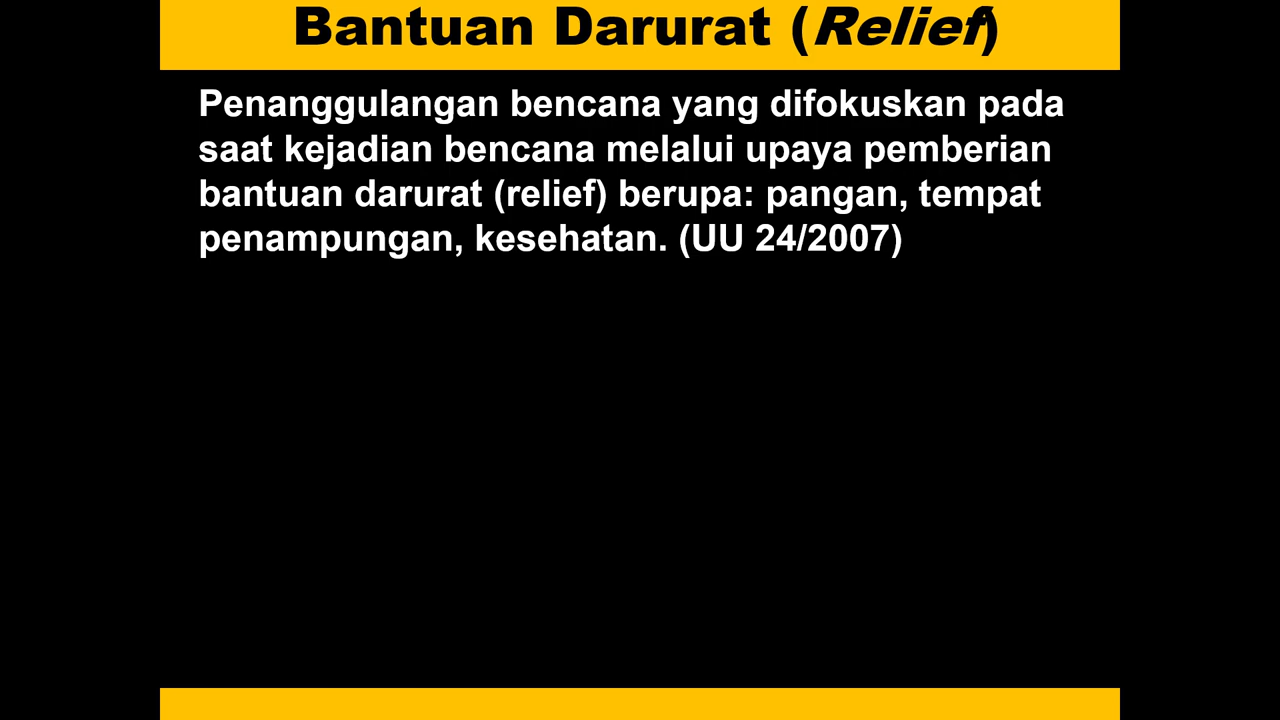 Bantuan Darurat (Relief)
Penanggulangan bencana yang difokuskan pada
saat kejadian bencana melalui upaya pemberian
bantuan darurat (relief) berupa: pangan, tempat
penampungan, kesehatan. (UU 24/2007)